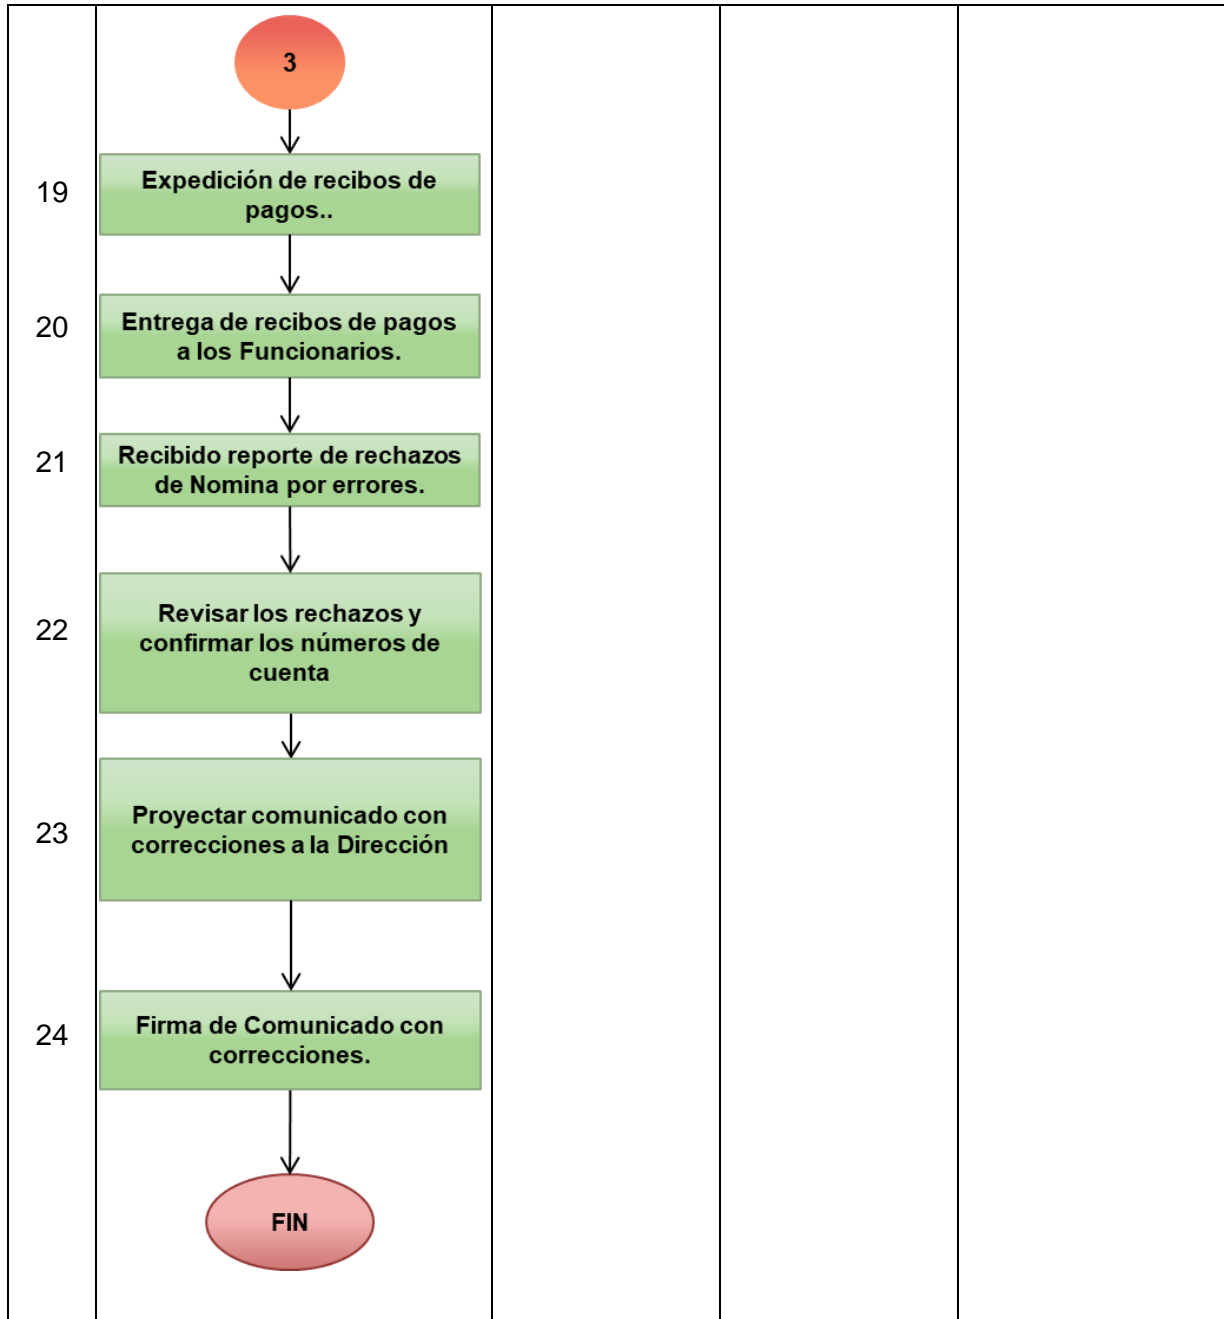 3
19
Expedición de recibos de
pagos..
20
Entrega de recibos de pagos
a los Funcionarios.
21
Recibido reporte de rechazos
de Nomina por errores.
22
Revisar los rechazos y
confirmar los números de
cuenta
23
Proyectar comunicado con
correcciones a la Dirección
24
Firma de Comunicado con
correcciones.
FIN